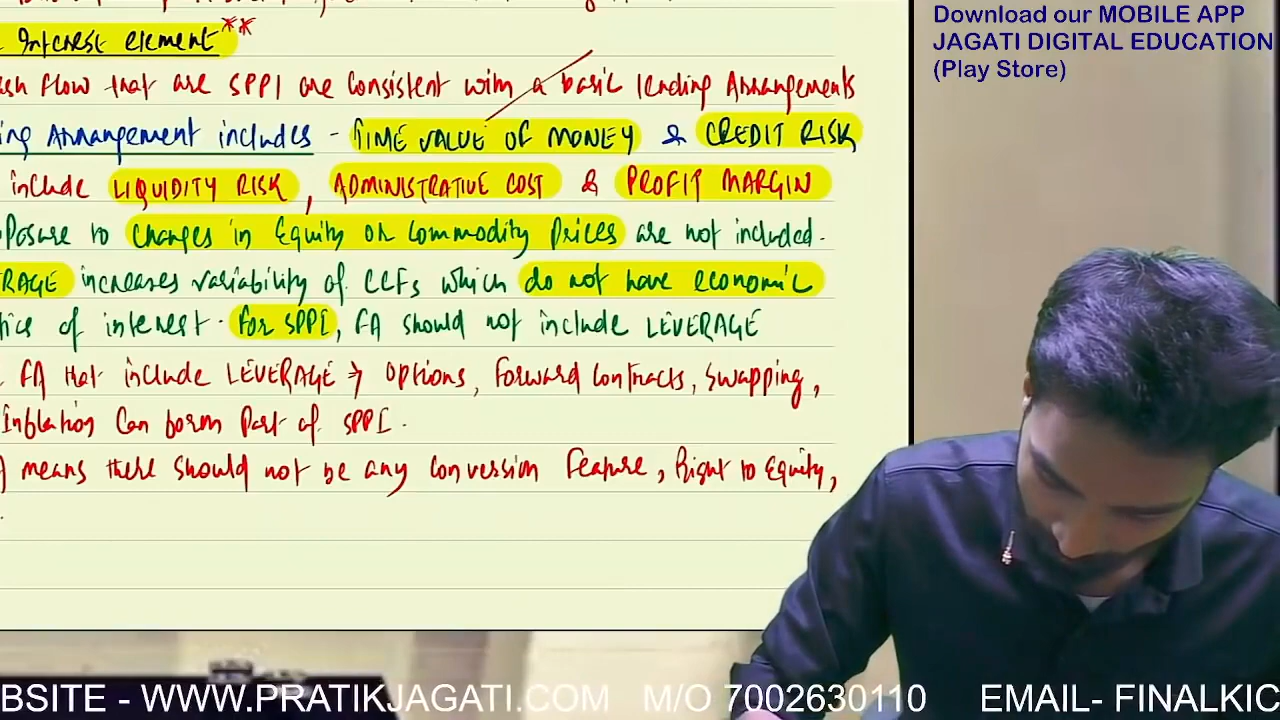 Interest element**
ash flow that are SPPI are consistent with a basic lending Arrangements
ing Arrangement includes - TIME VALUE OF MONEY & CREDIT RISK
include LIQUIDITY RISK, ADMINISTRATIVE COST & PROFIT MARGIN
posure to changes in Equity or Commodity Prices are not included.
ERAGE increases variability of CCFs which do not have economic
tics of interest. For SPPI, FA should not include LEVERAGE
FA that include LEVERAGE → Options, Forward Contracts, Swapping,
Inflation Can form part of SPPI.
means there should not be any conversion Feature, Right to Equity,
Download our MOBILE APP
JAGATI DIGITAL EDUCATION
(Play Store)
BSITE - WWW.PRATIKJAGATI.COM M/O 7002630110 EMAIL- FINALKIC